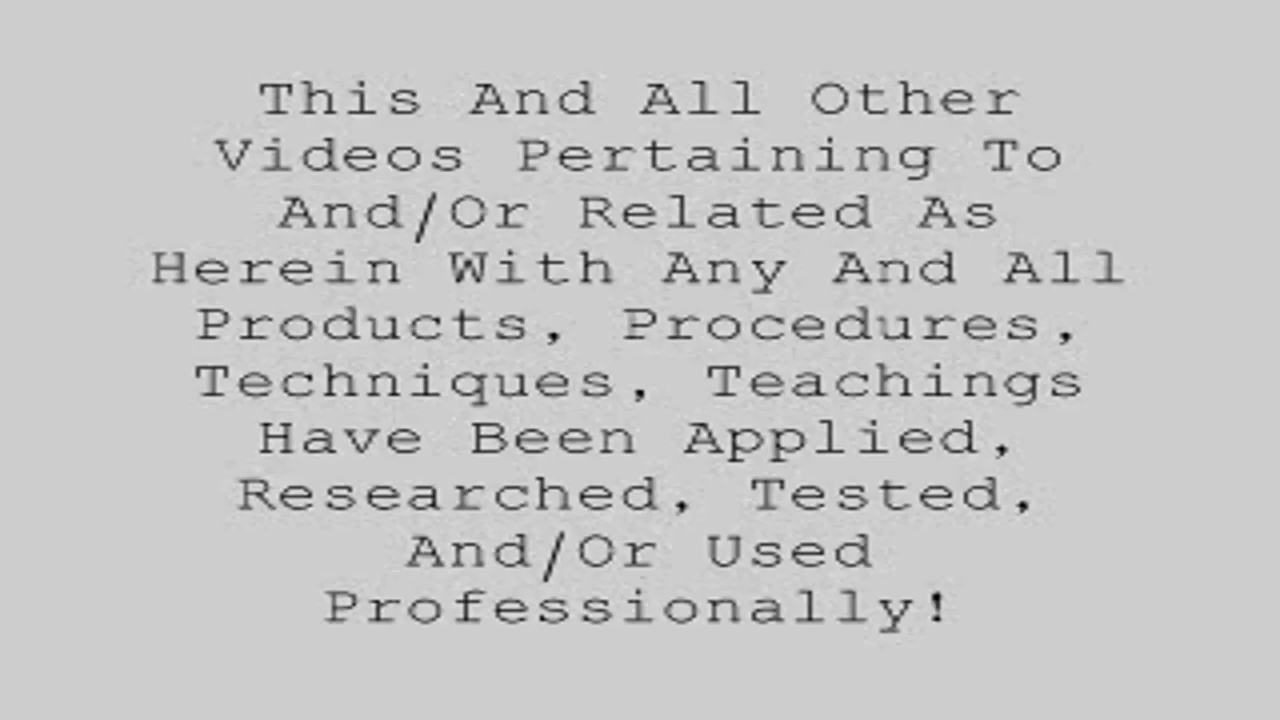 This And All Other
Videos Pertaining To
And/Or Related As
Herein With Any And All
Products, Procedures,
Techniques, Teachings
Have Been Applied,
Researched, Tested,
And/Or Used
Professionally!